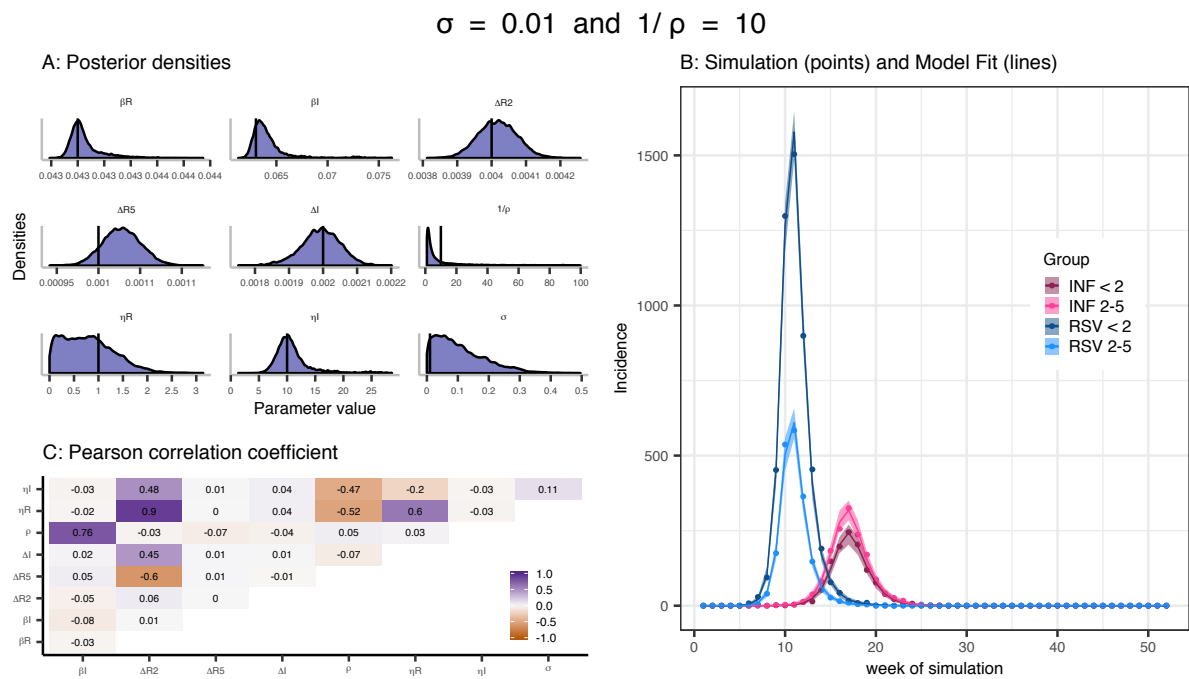 σ = 0.01 and 1/ρ = 10
A: Posterior densities
βR
βI
ΔR2
0.043 0.043 0.043 0.043 0.043 0.044 0.044
0.065 0.07 0.075
0.0038 0.0039 0.004 0.0041 0.0042
ΔR5
ΔI
1/ρ
0.00095 0.001 0.0011 0.0011
0.0018 0.0019 0.002 0.0021 0.0022
0 20 40 60 80 100
ηR
ηI
σ
0 0.5 1 1.5 2 2.5 3
0 5 10 15 20 25
0 0.1 0.2 0.3 0.4 0.5
Densities
Parameter value
C: Pearson correlation coefficient
ηI -0.03 0.48 0.01 0.04 -0.47 -0.2 -0.03 0.11
ηR -0.02 0.9 0 0.04 -0.52 0.6 -0.03
ρ 0.76 -0.03 -0.07 -0.04 0.05 0.03
ΔI 0.02 0.45 0.01 0.01 -0.07
ΔR5 0.05 -0.6 0.01 -0.01
ΔR2 -0.05 0.06 0
βI -0.08 0.01
βR -0.03
βI ΔR2 ΔR5 ΔI ρ ηR ηI σ
1.0
0.5
0.0
-0.5
-1.0
B: Simulation (points) and Model Fit (lines)
Incidence
1500
1000
500
0
0 10 20 30 40 50
week of simulation
Group
INF < 2
INF 2-5
RSV < 2
RSV 2-5